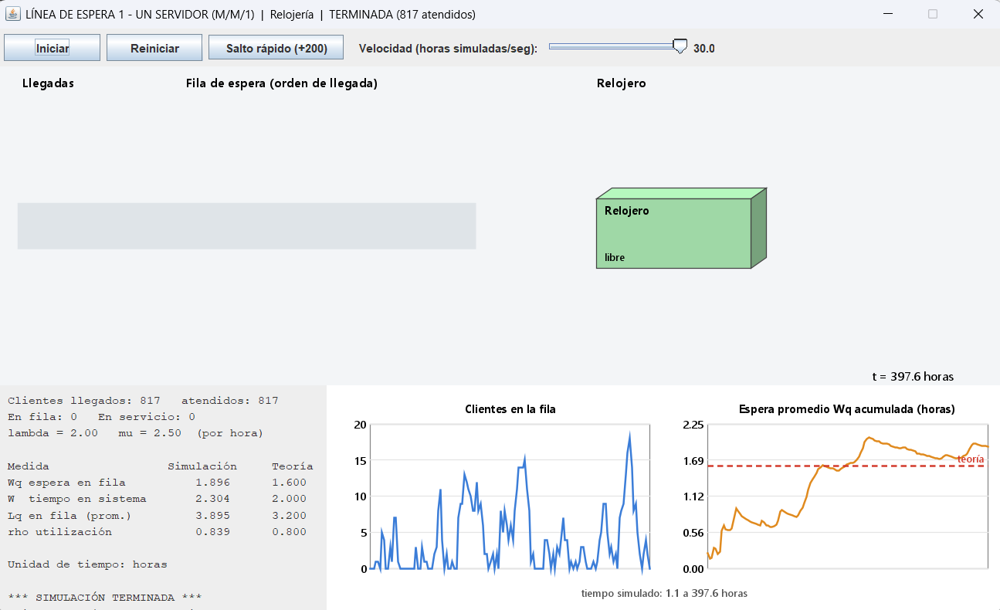 LÍNEA DE ESPERA 1 - UN SERVIDOR (M/M/1) | Relojería | TERMINADA (817 atendidos)
Iniciar Reiniciar Salto rápido (+200) Velocidad (horas simuladas/seg): 30.0
Llegadas Fila de espera (orden de llegada) Relojero
Relojero
libre
t = 397.6 horas
Clientes llegados: 817 atendidos: 817
En fila: 0 En servicio: 0
lambda = 2.00 mu = 2.50 (por hora)
Medida Simulación Teoría
Wq espera en fila 1.896 1.600
W tiempo en sistema 2.304 2.000
Lq en fila (prom.) 3.895 3.200
rho utilización 0.839 0.800
Unidad de tiempo: horas
*** SIMULACIÓN TERMINADA ***
Clientes en la fila
20
15
10
5
0
Espera promedio Wq acumulada (horas)
2.25
1.69
1.12
0.56
0.00
teoría
tiempo simulado: 1.1 a 397.6 horas